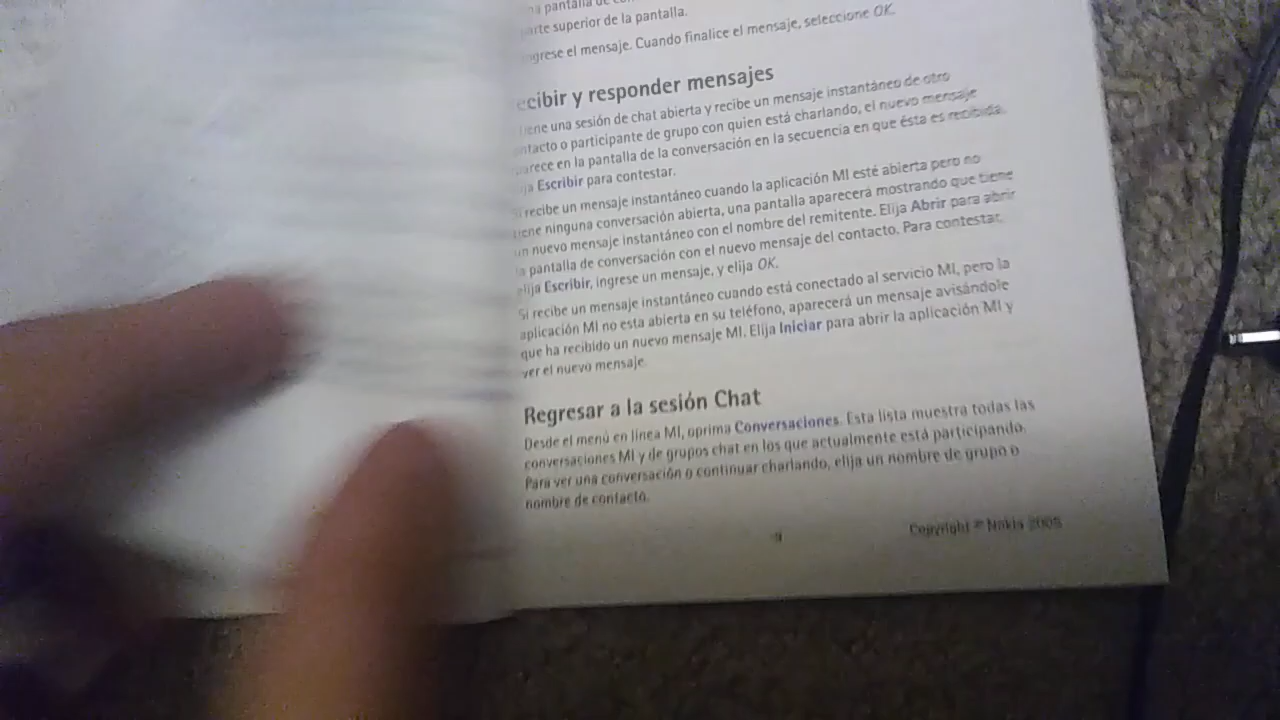 arte superior de la pantalla.
grese el mensaje. Cuando finalice el mensaje, seleccione OK.
ecibir y responder mensajes
iene una sesión de chat abierta y recibe un mensaje instantáneo de otro
ntacto o participante de grupo con quien está charlando, el nuevo mensaje
arece en la pantalla de la conversación en la secuencia en que ésta es recibida.
ja Escribir para contestar.
i recibe un mensaje instantáneo cuando la aplicación MI esté abierta pero no
tiene ninguna conversación abierta, una pantalla aparecerá mostrando que tiene
un nuevo mensaje instantáneo con el nombre del remitente. Elija Abrir para abrir
a pantalla de conversación con el nuevo mensaje del contacto. Para contestar,
elija Escribir, ingrese un mensaje, y elija OK.
Si recibe un mensaje instantáneo cuando está conectado al servicio MI, pero la
aplicación MI no esta abierta en su teléfono, aparecerá un mensaje avisándole
que ha recibido un nuevo mensaje MI. Elija Iniciar para abrir la aplicación MI y
ver el nuevo mensaje.
Regresar a la sesión Chat
Desde el menú en línea MI, oprima Conversaciones. Esta lista muestra todas las
conversaciones MI y de grupos chat en los que actualmente está participando.
Para ver una conversación o continuar charlando, elija un nombre de grupo o
nombre de contacto.
Copyright © Nokia